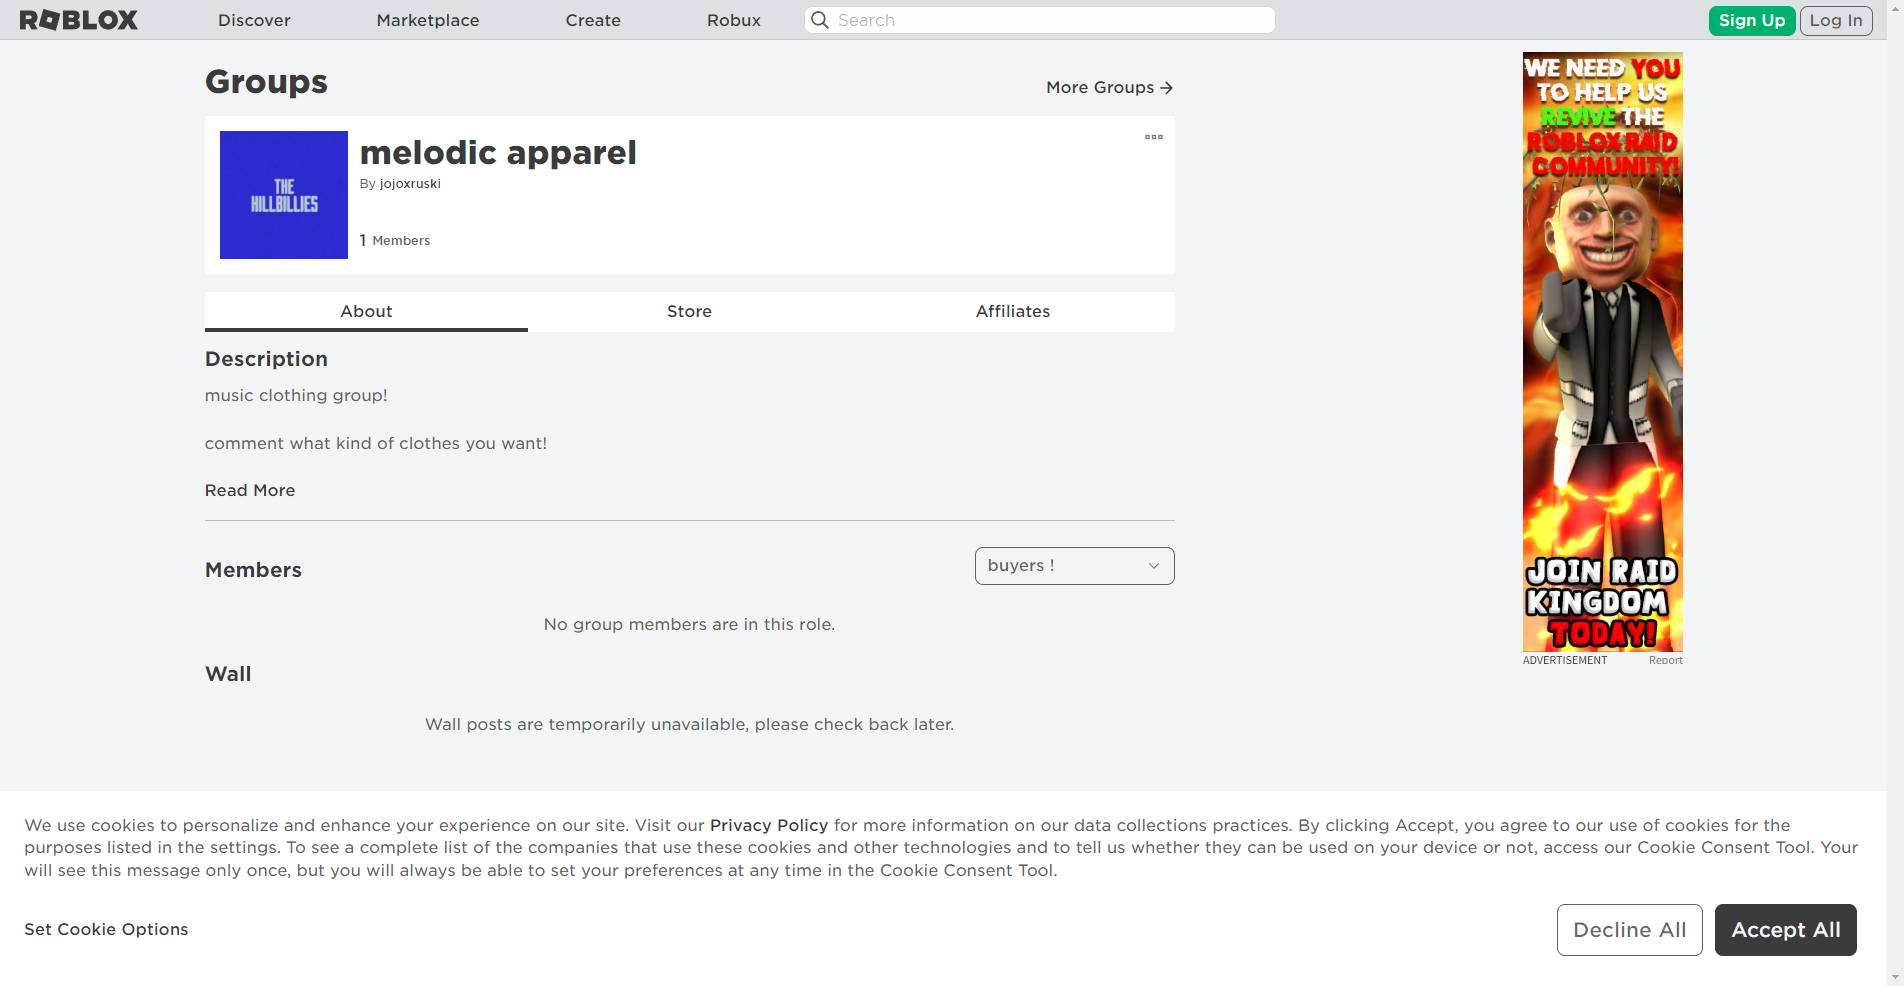 ROBLOX
Discover
Marketplace
Create
Robux
Search
Sign Up
Log In
Groups
More Groups
THE
HILLBILLIES
melodic apparel
By jojoxruski
1 Members
About
Store
Affiliates
Description
music clothing group!
comment what kind of clothes you want!
Read More
Members
buyers !
No group members are in this role.
Wall
Wall posts are temporarily unavailable, please check back later.
WE NEED YOU
TO HELP US
REVIVE THE
ROBLOX RAID
COMMUNITY!
JOIN RAID
KINGDOM
TODAY!
ADVERTISEMENT
Report
We use cookies to personalize and enhance your experience on our site. Visit our Privacy Policy for more information on our data collections practices. By clicking Accept, you agree to our use of cookies for the
purposes listed in the settings. To see a complete list of the companies that use these cookies and other technologies and to tell us whether they can be used on your device or not, access our Cookie Consent Tool. Your
will see this message only once, but you will always be able to set your preferences at any time in the Cookie Consent Tool.
Set Cookie Options
Decline All
Accept All